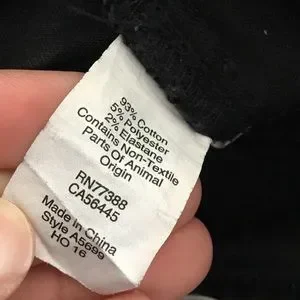 93% Cotton
5% Polyester
2% Elastane
Contains Non-Textile
Parts Of Animal
Origin
RN77388
CA56445
Made in China
Style A5699
HO 16